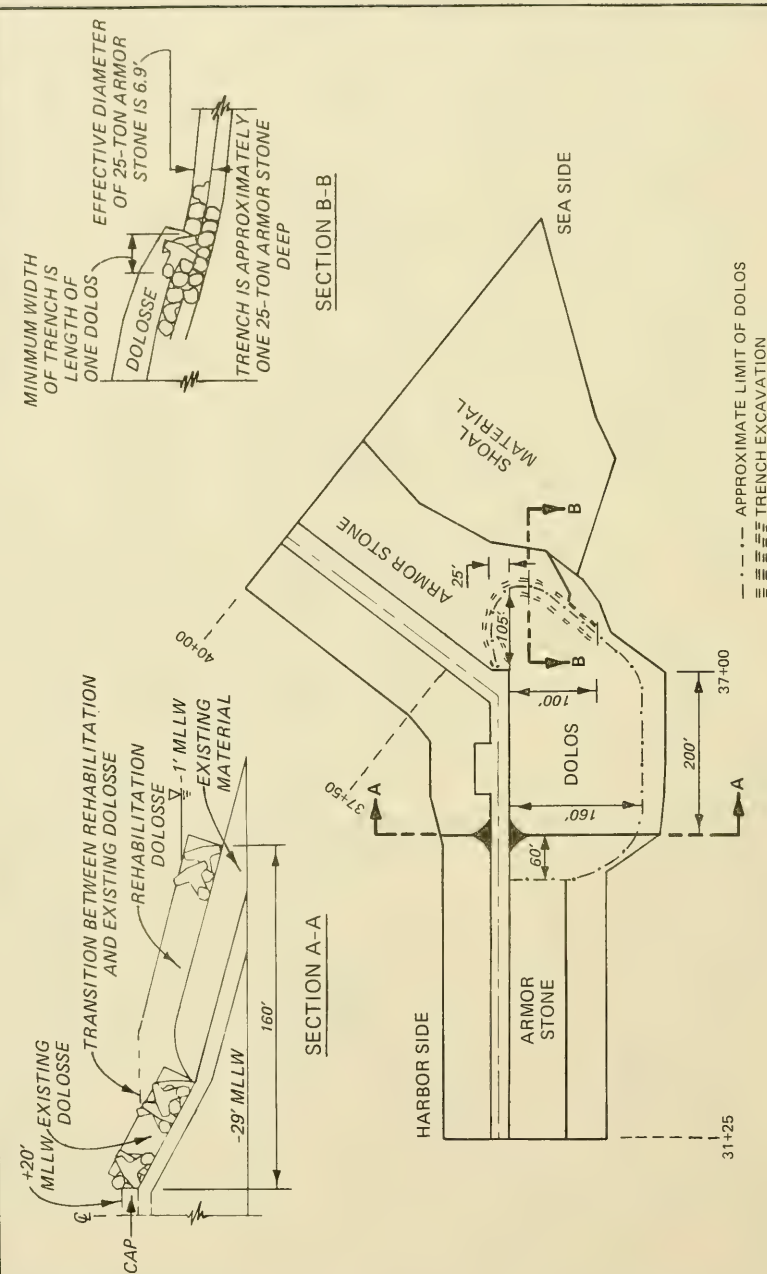 MINIMUM WIDTH
OF TRENCH IS
LENGTH OF
ONE DOLOS
EFFECTIVE DIAMETER
OF 25-TON ARMOR
STONE IS 6.9'
DOLOSSE
TRENCH IS APPROXIMATELY
ONE 25-TON ARMOR STONE
DEEP
SECTION B-B
TRANSITION BETWEEN REHABILITATION
AND EXISTING DOLOSSE
REHABILITATION
DOLOSSE
-1' MLLW
EXISTING
MATERIAL
+20'
MLLW
EXISTING
DOLOSSE
℄
CAP
-29' MLLW
160'
SECTION A-A
SEA SIDE
SHOAL
MATERIAL
ARMOR STONE
40+00
25'
B
B
105'
100'
37+50
DOLOS
37+00
200'
160'
A
A
60'
HARBOR SIDE
ARMOR
STONE
31+25
APPROXIMATE LIMIT OF DOLOS
TRENCH EXCAVATION